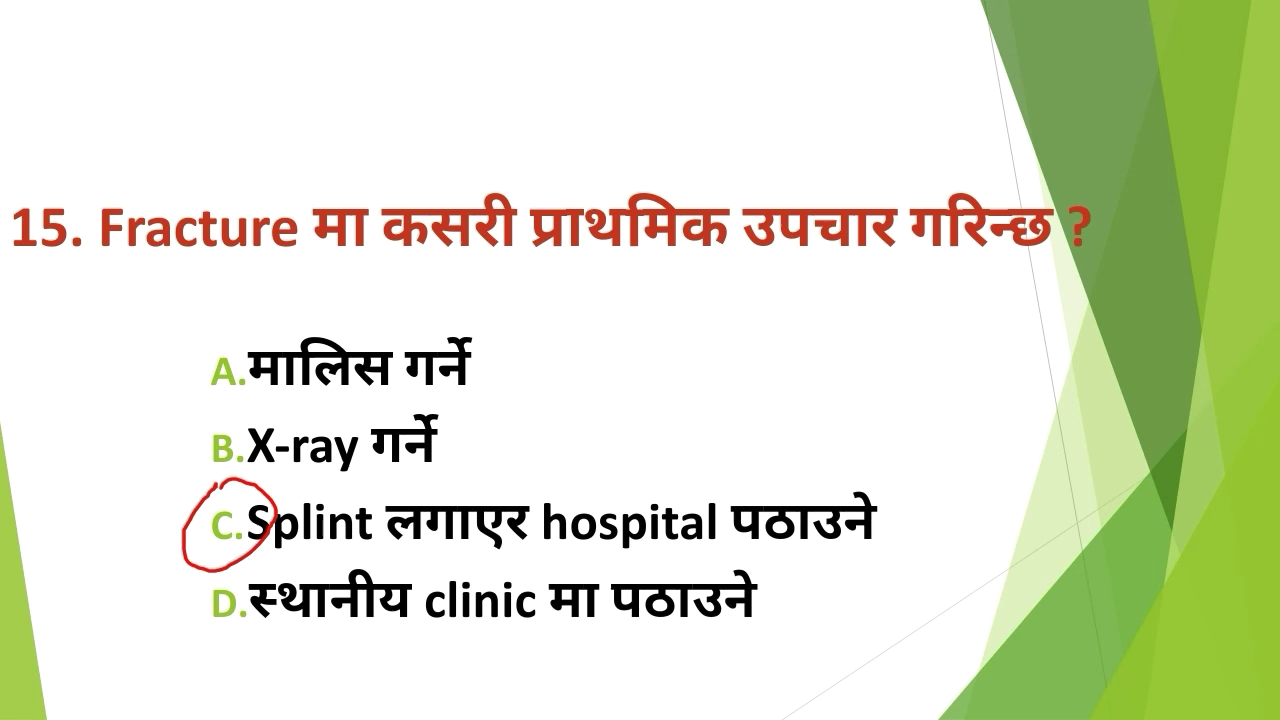 15. Fracture मा कसरी प्राथमिक उपचार गरिन्छ ?
A.मालिस गर्ने
B.X-ray गर्ने
C.Splint लगाएर hospital पठाउने
D.स्थानीय clinic मा पठाउने